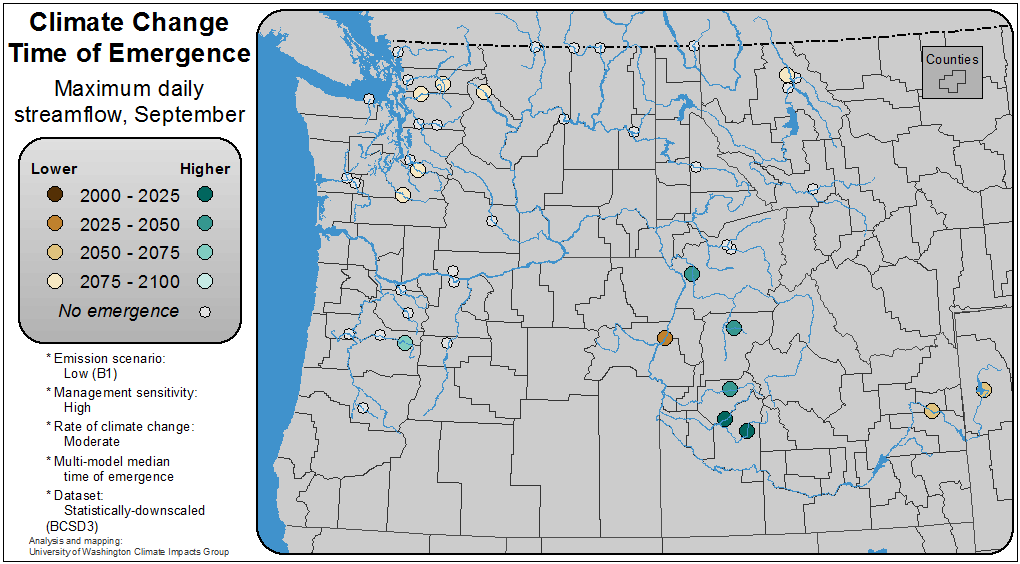 Climate Change
Time of Emergence
Maximum daily
streamflow, September
Lower Higher
2000 - 2025
2025 - 2050
2050 - 2075
2075 - 2100
No emergence
* Emission scenario:
Low (B1)
* Management sensitivity:
High
* Rate of climate change:
Moderate
* Multi-model median
time of emergence
* Dataset:
Statistically-downscaled
(BCSD3)
Analysis and mapping:
University of Washington Climate Impacts Group
Counties